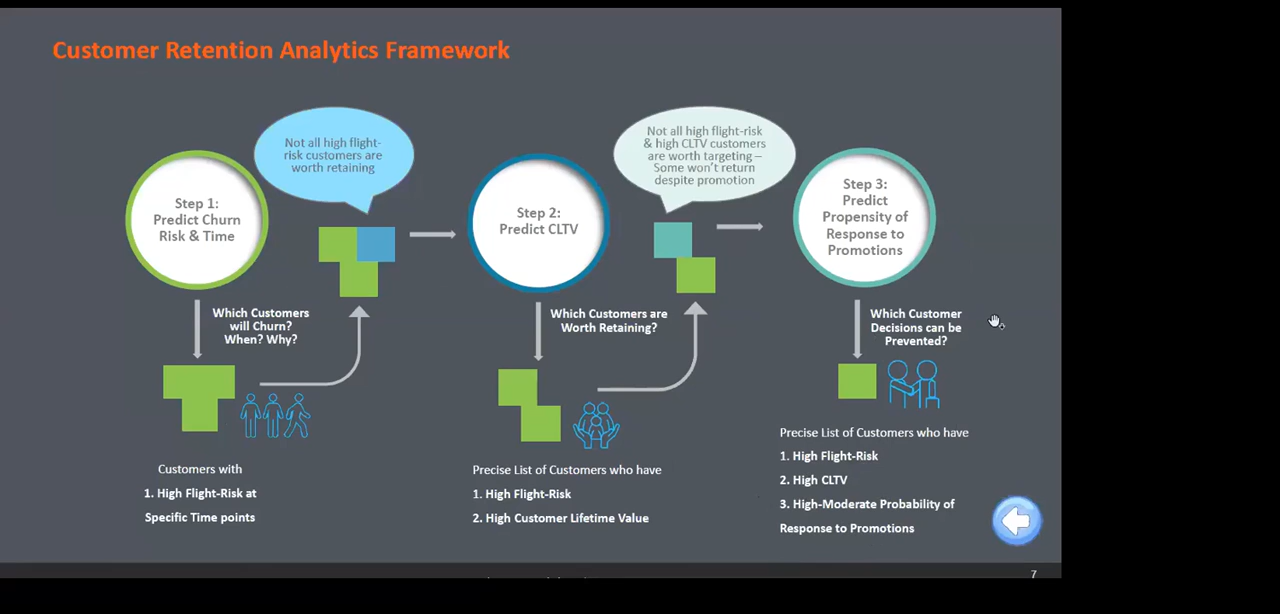 Customer Retention Analytics Framework
Not all high flight-
risk customers are
worth retaining
Not all high flight-risk
& high CLTV customers
are worth targeting –
Some won't return
despite promotion
Step 1:
Predict Churn
Risk & Time
Step 2:
Predict CLTV
Step 3:
Predict
Propensity of
Response to
Promotions
Which Customers
will Churn?
When? Why?
Which Customers are
Worth Retaining?
Which Customer
Decisions can be
Prevented?
Customers with
1. High Flight-Risk at
Specific Time points
Precise List of Customers who have
1. High Flight-Risk
2. High Customer Lifetime Value
Precise List of Customers who have
1. High Flight-Risk
2. High CLTV
3. High-Moderate Probability of
Response to Promotions
7